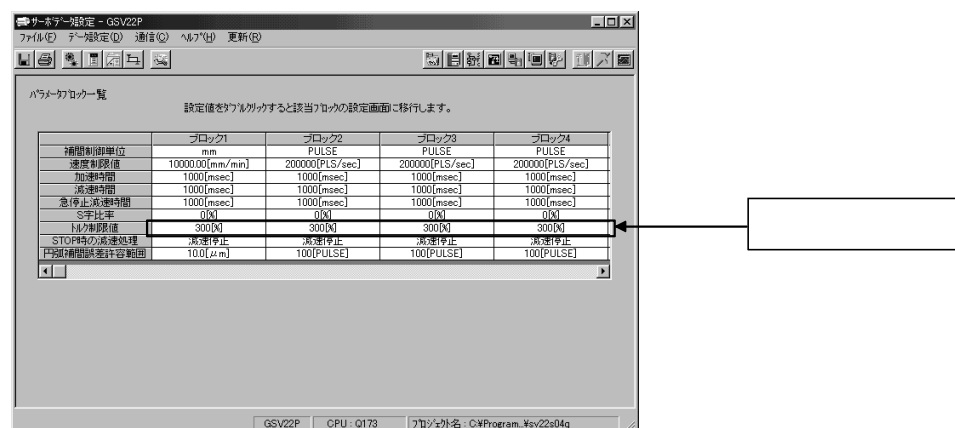 サーボデータ設定 - GSV22P
ファイル(F) データ設定(D) 通信(C) ヘルプ(H) 更新(R)
パラメータブロック一覧
設定値をダブルクリックすると該当ブロックの設定画面に移行します。
ブロック1 ブロック2 ブロック3 ブロック4
補間制御単位 mm PULSE PULSE PULSE
速度制限値 10000.00[mm/min] 200000[PLS/sec] 200000[PLS/sec] 200000[PLS/sec]
加速時間 1000[msec] 1000[msec] 1000[msec] 1000[msec]
減速時間 1000[msec] 1000[msec] 1000[msec] 1000[msec]
急停止減速時間 1000[msec] 1000[msec] 1000[msec] 1000[msec]
S字比率 0[%] 0[%] 0[%] 0[%]
トルク制限値 300[%] 300[%] 300[%] 300[%]
STOP時の減速処理 減速停止 減速停止 減速停止 減速停止
円弧補間誤差許容範囲 10.0[μm] 100[PULSE] 100[PULSE] 100[PULSE]
GSV22P CPU : Q173 プロジェクト名 : C:¥Program..¥sv22s04q